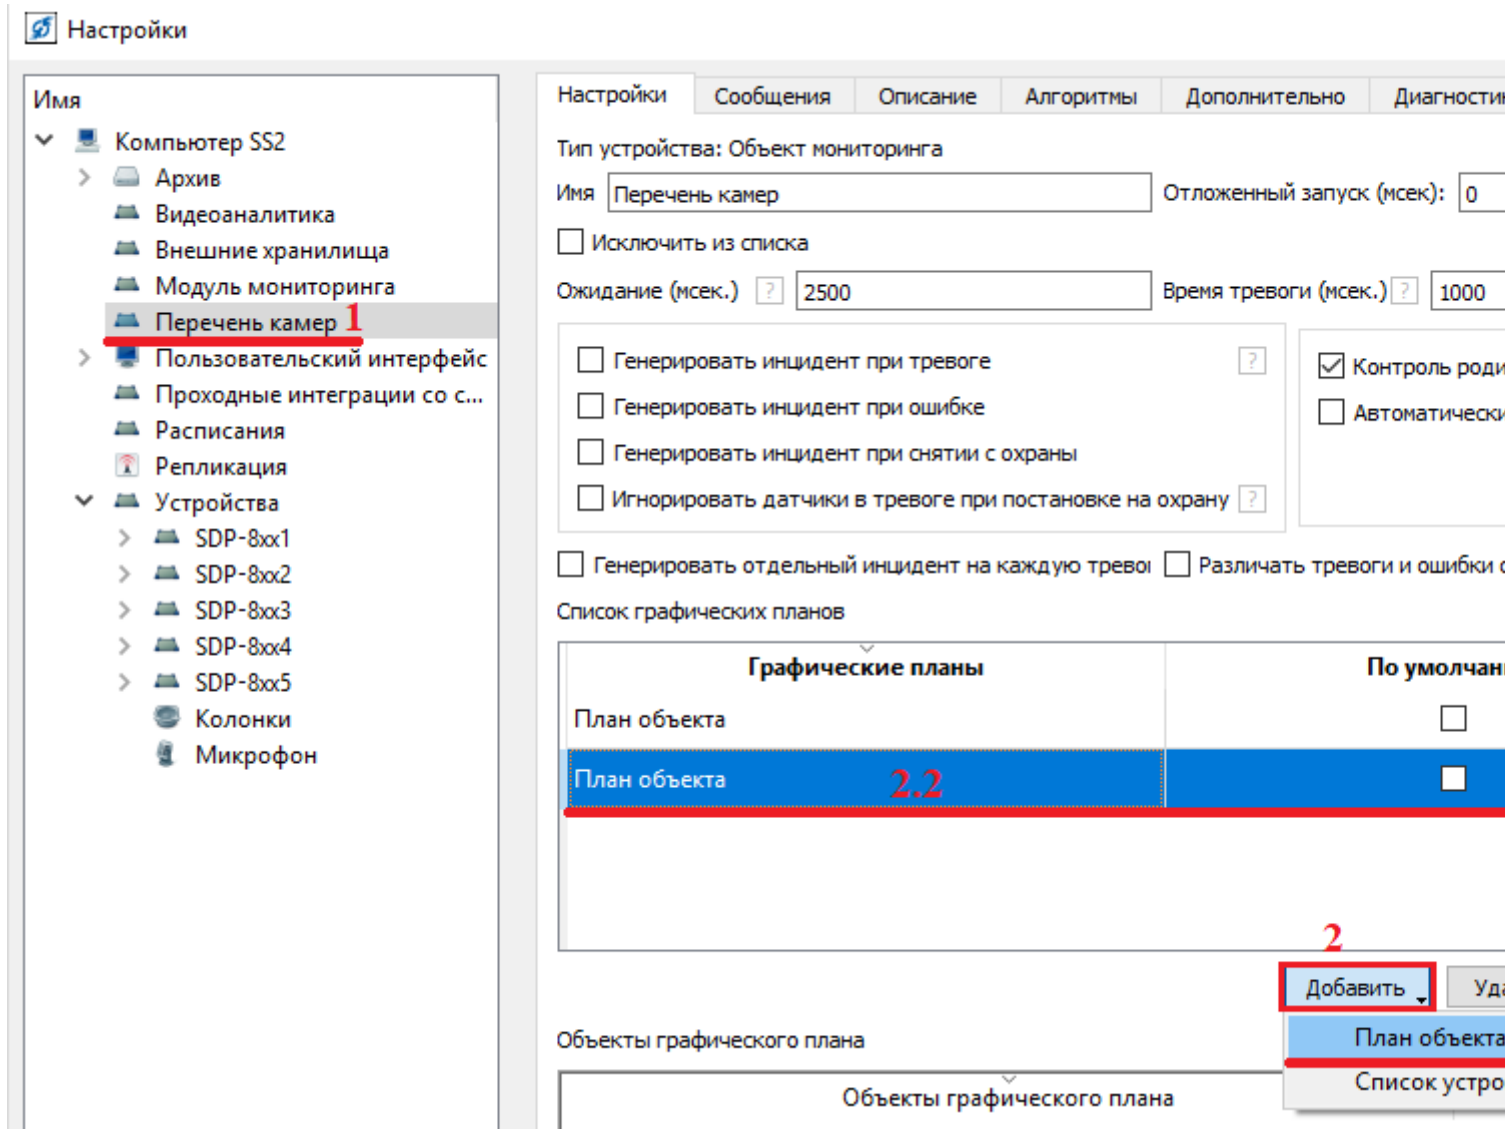 Настройки
Имя
Компьютер SS2
Архив
Видеоаналитика
Внешние хранилища
Модуль мониторинга
Перечень камер 1
Пользовательский интерфейс
Проходные интеграции со с...
Расписания
Репликация
Устройства
SDP-8xx1
SDP-8xx2
SDP-8xx3
SDP-8xx4
SDP-8xx5
Колонки
Микрофон
Настройки Сообщения Описание Алгоритмы Дополнительно Диагностик
Тип устройства: Объект мониторинга
Имя Перечень камер Отложенный запуск (мсек): 0
Исключить из списка
Ожидание (мсек.) ? 2500 Время тревоги (мсек.) ? 1000
Генерировать инцидент при тревоге ?
Генерировать инцидент при ошибке
Генерировать инцидент при снятии с охраны
Игнорировать датчики в тревоге при постановке на охрану ?
Контроль роди
Автоматически
Генерировать отдельный инцидент на каждую трево Различать тревоги и ошибки
Список графических планов
Графические планы По умолчан
План объекта
План объекта 2.2
2
Добавить Уда
План объекта
Список устро
Объекты графического плана
Объекты графического плана